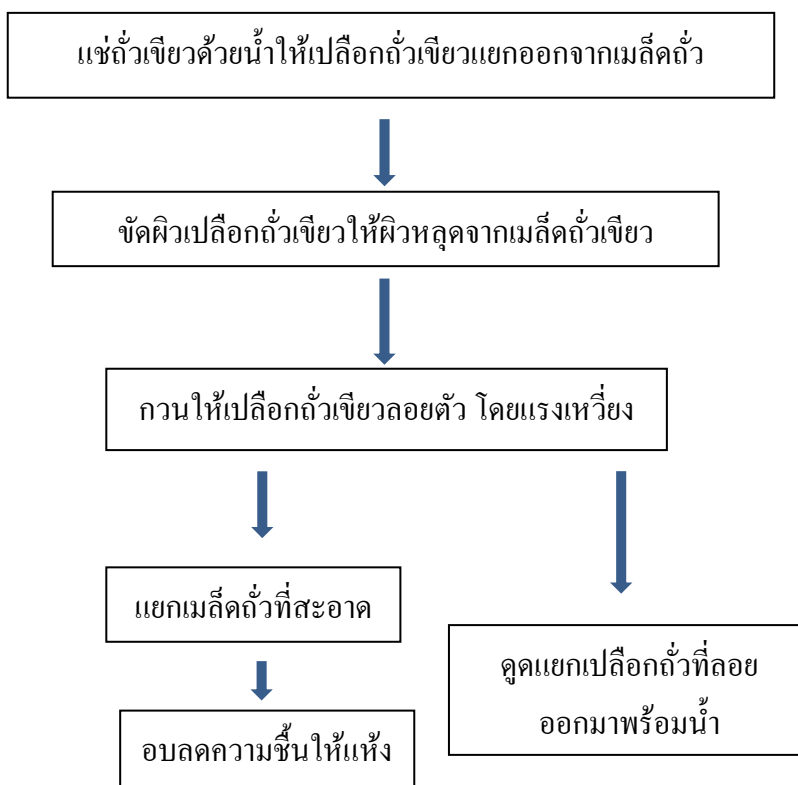 แช่ถั่วเขียวด้วยน้ำให้เปลือกถั่วเขียวแยกออกจากเมล็ดถั่ว
ขัดผิวเปลือกถั่วเขียวให้ผิวหลุดจากเมล็ดถั่วเขียว
กวนให้เปลือกถั่วเขียวลอยตัว โดยแรงเหวี่ยง
แยกเมล็ดถั่วที่สะอาด
ดูดแยกเปลือกถั่วที่ลอย
ออกมาพร้อมน้ำ
อบลดความชื้นให้แห้ง